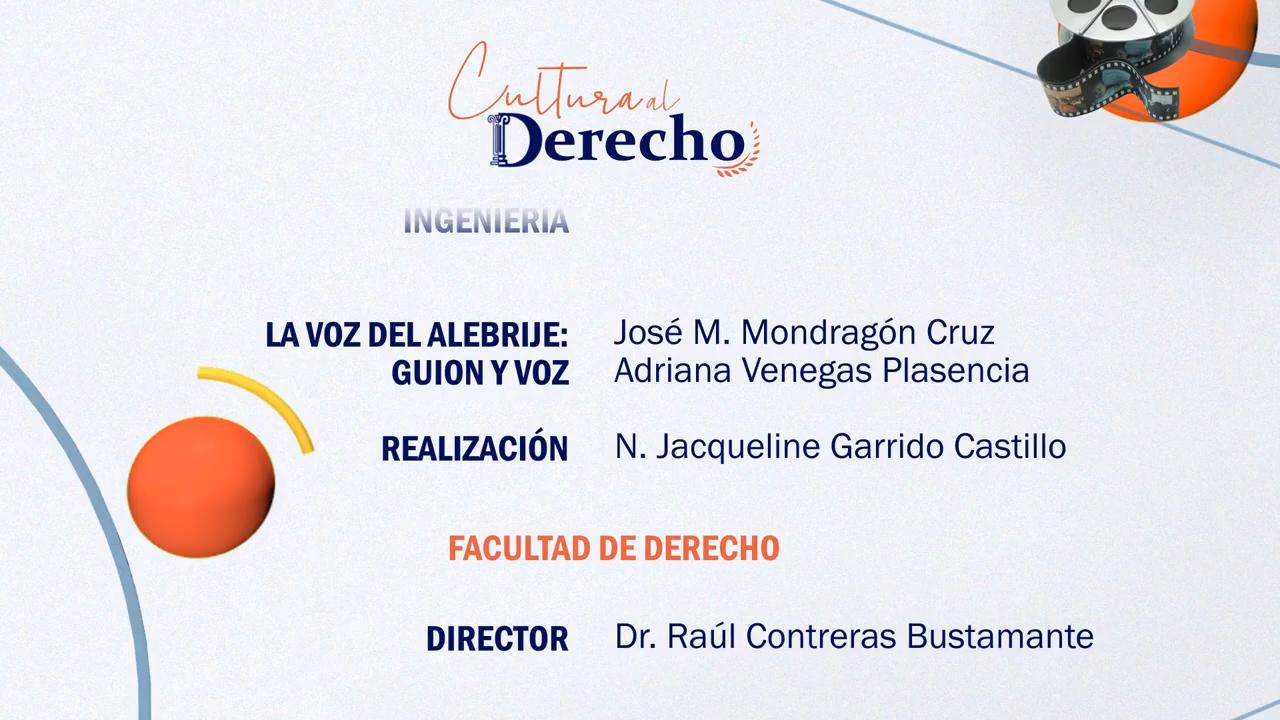 Cultura al
Derecho
INGENIERIA
LA VOZ DEL ALEBRIJE: José M. Mondragón Cruz
GUION Y VOZ Adriana Venegas Plasencia
REALIZACIÓN N. Jacqueline Garrido Castillo
FACULTAD DE DERECHO
DIRECTOR Dr. Raúl Contreras Bustamante